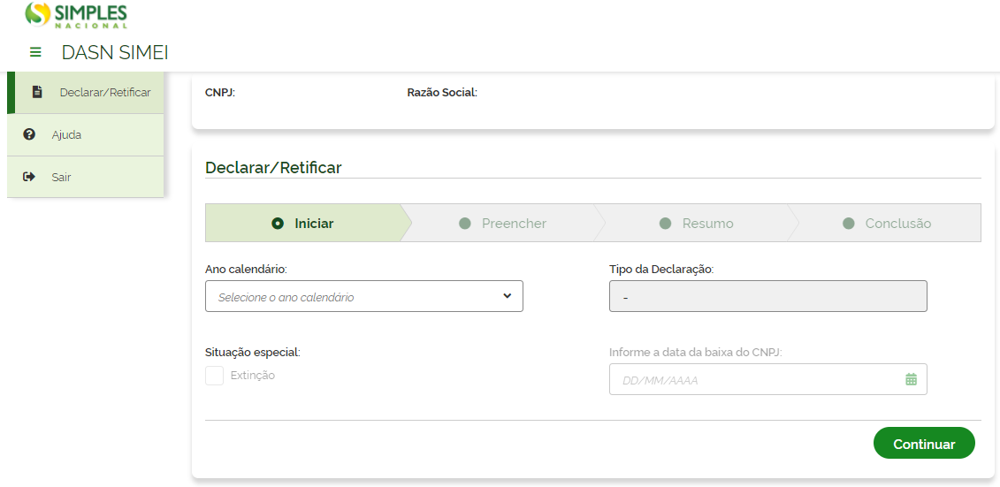 SIMPLES
NACIONAL
DASN SIMEI
Declarar/Retificar
Ajuda
Sair
CNPJ: Razão Social:
Declarar/Retificar
Iniciar Preencher Resumo Conclusão
Ano calendário: Tipo da Declaração:
Selecione o ano calendário -
Situação especial: Informe a data da baixa do CNPJ:
Extinção DD/MM/AAAA
Continuar